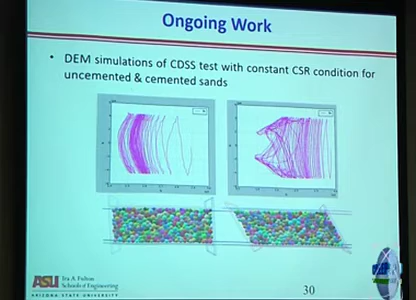 Ongoing Work
• DEM simulations of CDSS test with constant CSR condition for
uncemented & cemented sands
ASU Ira A. Fulton
Schools of Engineering
ARIZONA STATE UNIVERSITY
30